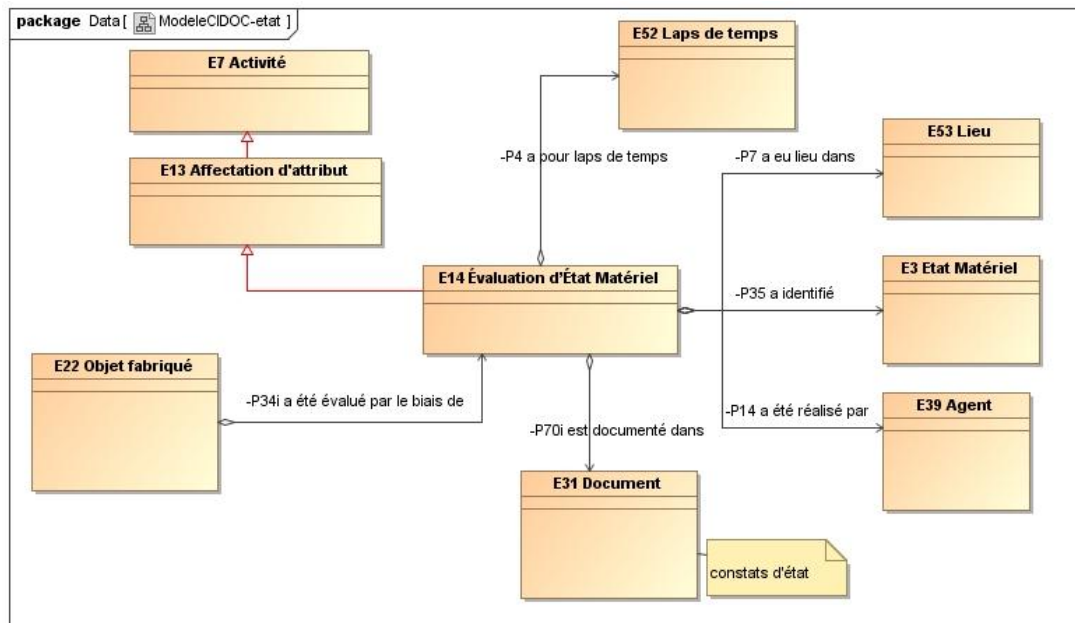 package Data [ ModeleCIDOC-etat ]
E52 Laps de temps
E7 Activité
E53 Lieu
-P4 a pour laps de temps
-P7 a eu lieu dans
E13 Affectation d'attribut
E14 Évaluation d'État Matériel
E3 Etat Matériel
-P35 a identifié
E22 Objet fabriqué
-P34i a été évalué par le biais de
E39 Agent
-P14 a été réalisé par
-P70i est documenté dans
E31 Document
constats d'état